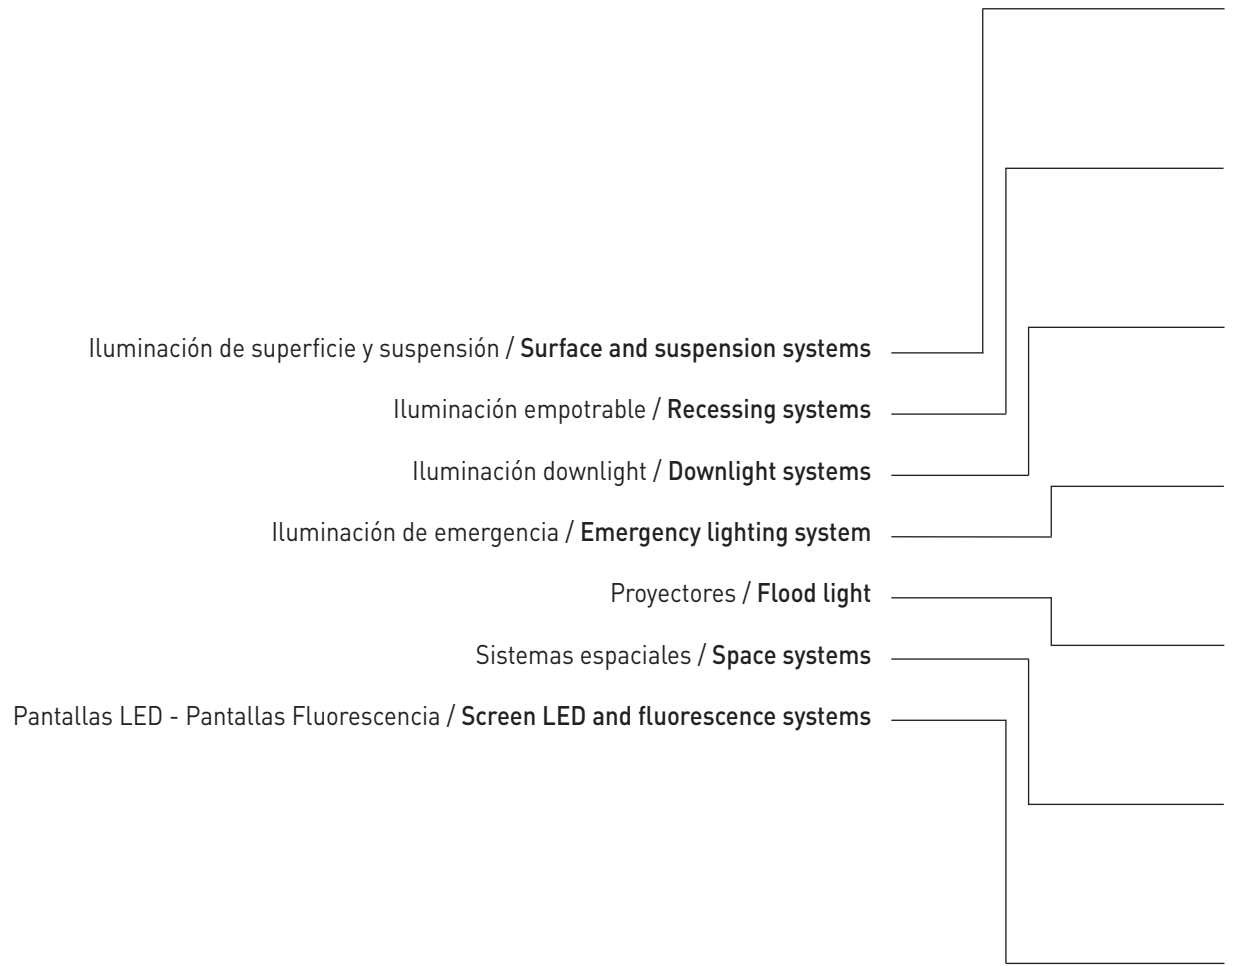 Iluminación de superficie y suspensión / Surface and suspension systems
Iluminación empotrable / Recessing systems
Iluminación downlight / Downlight systems
Iluminación de emergencia / Emergency lighting system
Proyectores / Flood light
Sistemas espaciales / Space systems
Pantallas LED - Pantallas Fluorescencia / Screen LED and fluorescence systems